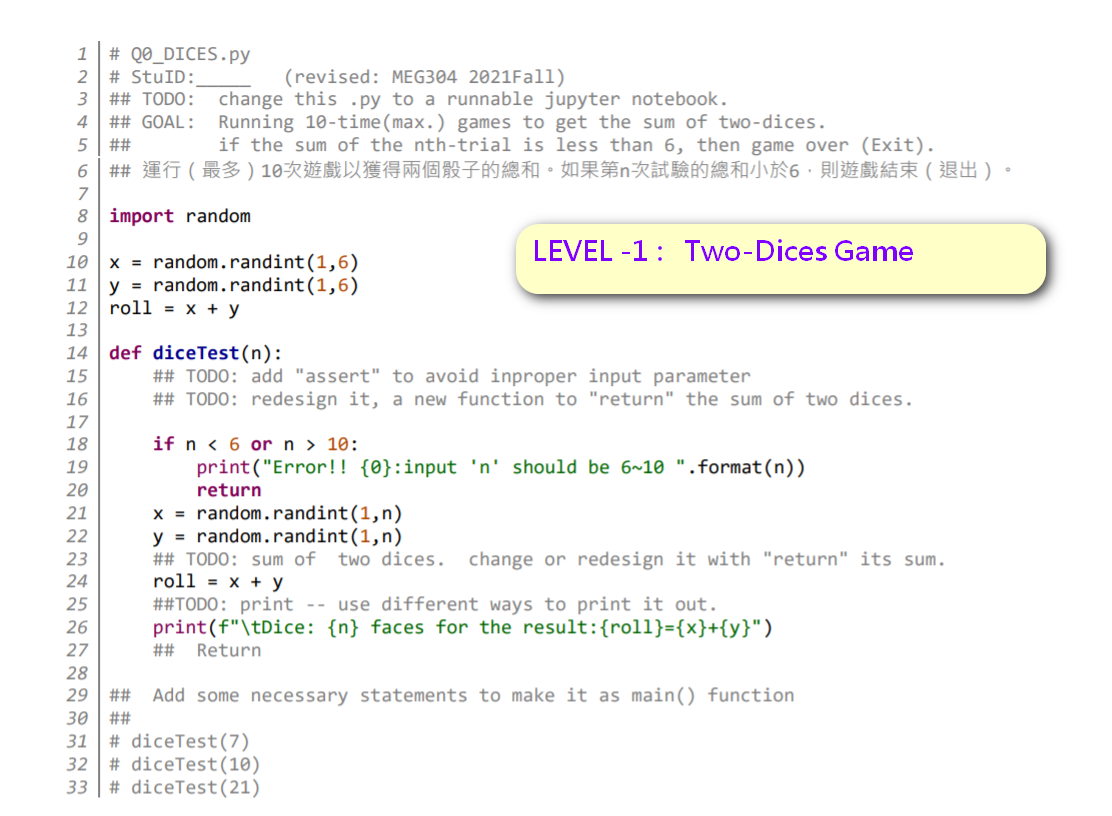 1 # Q0_DICES.py
2 # StuID:_____   (revised: MEG304 2021Fall)
3 ## TODO:  change this .py to a runnable jupyter notebook.
4 ## GOAL:  Running 10-time(max.) games to get the sum of two-dices.
5 ##        if the sum of the nth-trial is less than 6, then game over (Exit).
6 ## 運行（最多）10次遊戲以獲得兩個骰子的總和。如果第n次試驗的總和小於6，則遊戲結束（退出）。
7
8 import random
9
LEVEL -1 :   Two-Dices Game
10 x = random.randint(1,6)
11 y = random.randint(1,6)
12 roll = x + y
13
14 def diceTest(n):
15     ## TODO: add "assert" to avoid inproper input parameter
16     ## TODO: redesign it, a new function to "return" the sum of two dices.
17
18     if n < 6 or n > 10:
19         print("Error!! {0}:input 'n' should be 6~10 ".format(n))
20         return
21     x = random.randint(1,n)
22     y = random.randint(1,n)
23     ## TODO: sum of  two dices.  change or redesign it with "return" its sum.
24     roll = x + y
25     ##TODO: print -- use different ways to print it out.
26     print(f"\tDice: {n} faces for the result:{roll}={x}+{y}")
27     ##  Return
28
29 ##  Add some necessary statements to make it as main() function
30 ##
31 # diceTest(7)
32 # diceTest(10)
33 # diceTest(21)